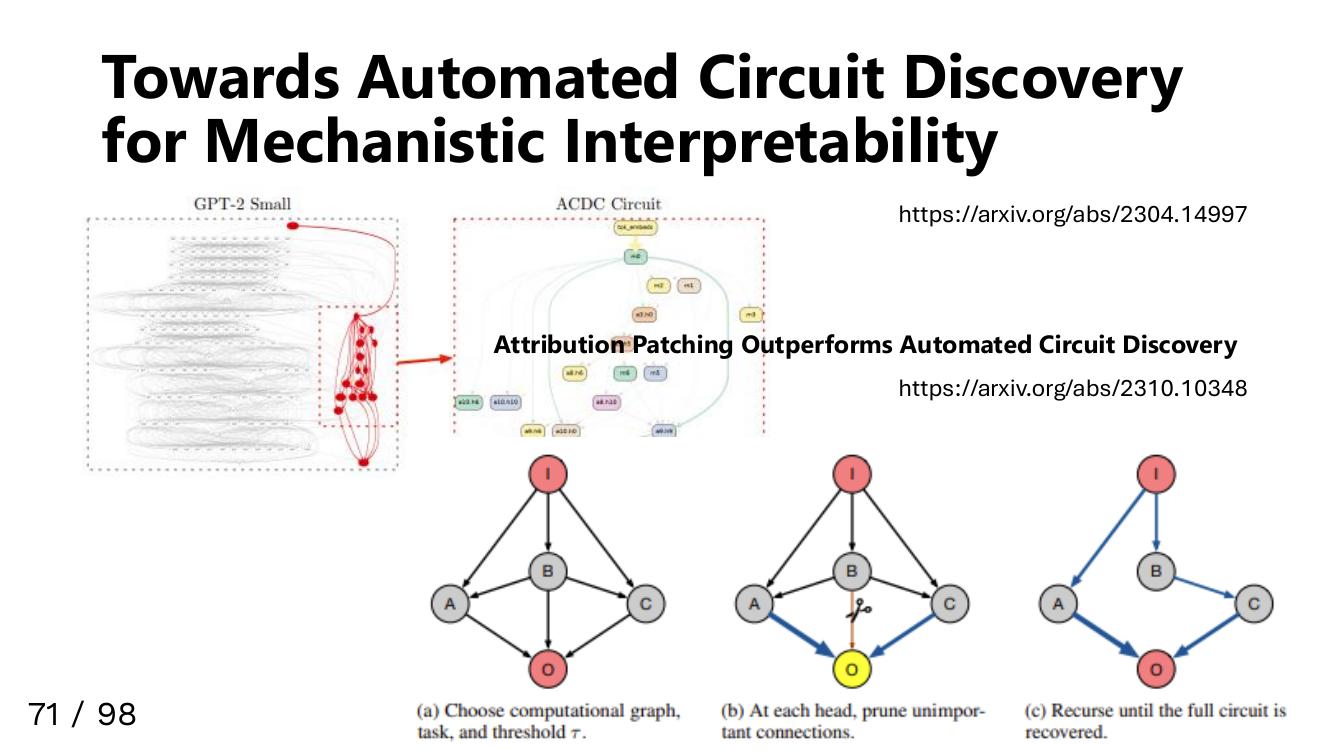 Towards Automated Circuit Discovery
for Mechanistic Interpretability
GPT-2 Small
ACDC Circuit
https://arxiv.org/abs/2304.14997
tok_embeds
m0
m2
m1
a3.h0
m3
Attribution Patching Outperforms Automated Circuit Discovery
a8.h6
m6
m5
https://arxiv.org/abs/2310.10348
a10.h6
a10.h10
a8.h10
a9.h6
a10.h0
a9.h9
I
B
A
C
O
I
B
A
C
O
I
B
A
C
O
(a) Choose computational graph,
task, and threshold τ.
(b) At each head, prune unimpor-
tant connections.
(c) Recurse until the full circuit is
recovered.
71 / 98